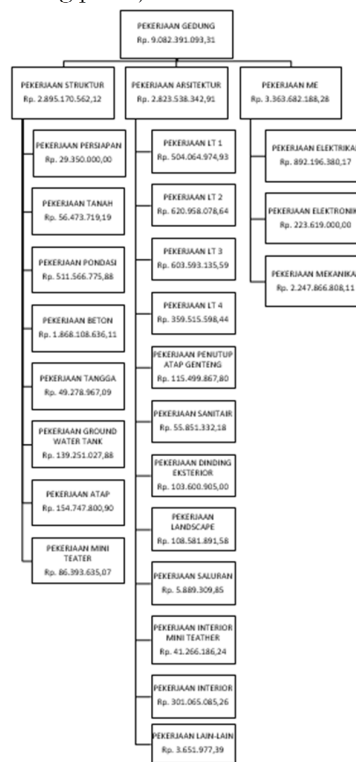 PEKERJAAN GEDUNG
Rp. 9.082.391.093,31
PEKERJAAN STRUKTUR
Rp. 2.895.170.562,12
PEKERJAAN PERSIAPAN
Rp. 29.350.000,00
PEKERJAAN TANAH
Rp. 56.473.719,19
PEKERJAAN PONDASI
Rp. 511.566.775,88
PEKERJAAN BETON
Rp. 1.868.108.636,11
PEKERJAAN TANGGA
Rp. 49.278.967,09
PEKERJAAN GROUND
WATER TANK
Rp. 139.251.027,88
PEKERJAAN ATAP
Rp. 154.747.800,90
PEKERJAAN MINI
TEATER
Rp. 86.393.635,07
PEKERJAAN ARSITEKTUR
Rp. 2.823.538.342,91
PEKERJAAN LT 1
Rp. 504.064.974,93
PEKERJAAN LT 2
Rp. 620.958.078,64
PEKERJAAN LT 3
Rp. 603.593.135,59
PEKERJAAN LT 4
Rp. 359.515.598,44
PEKERJAAN PENUTUP
ATAP GENTENG
Rp. 115.499.867,80
PEKERJAAN SANITAIR
Rp. 55.851.332,18
PEKERJAAN DINDING
EKSTERIOR
Rp. 103.600.905,00
PEKERJAAN
LANDSCAPE
Rp. 108.581.891,58
PEKERJAAN SALURAN
Rp. 5.889.309,85
PEKERJAAN INTERIOR
MINI TEATHER
Rp. 41.266.186,24
PEKERJAAN INTERIOR
Rp. 301.065.085,26
PEKERJAAN LAIN-LAIN
Rp. 3.651.977,39
PEKERJAAN ME
Rp. 3.363.682.188,28
PEKERJAAN ELEKTRIKA
Rp. 892.196.380,17
PEKERJAAN ELEKTRONIK
Rp. 223.619.000,00
PEKERJAAN MEKANIKA
Rp. 2.247.866.808,11